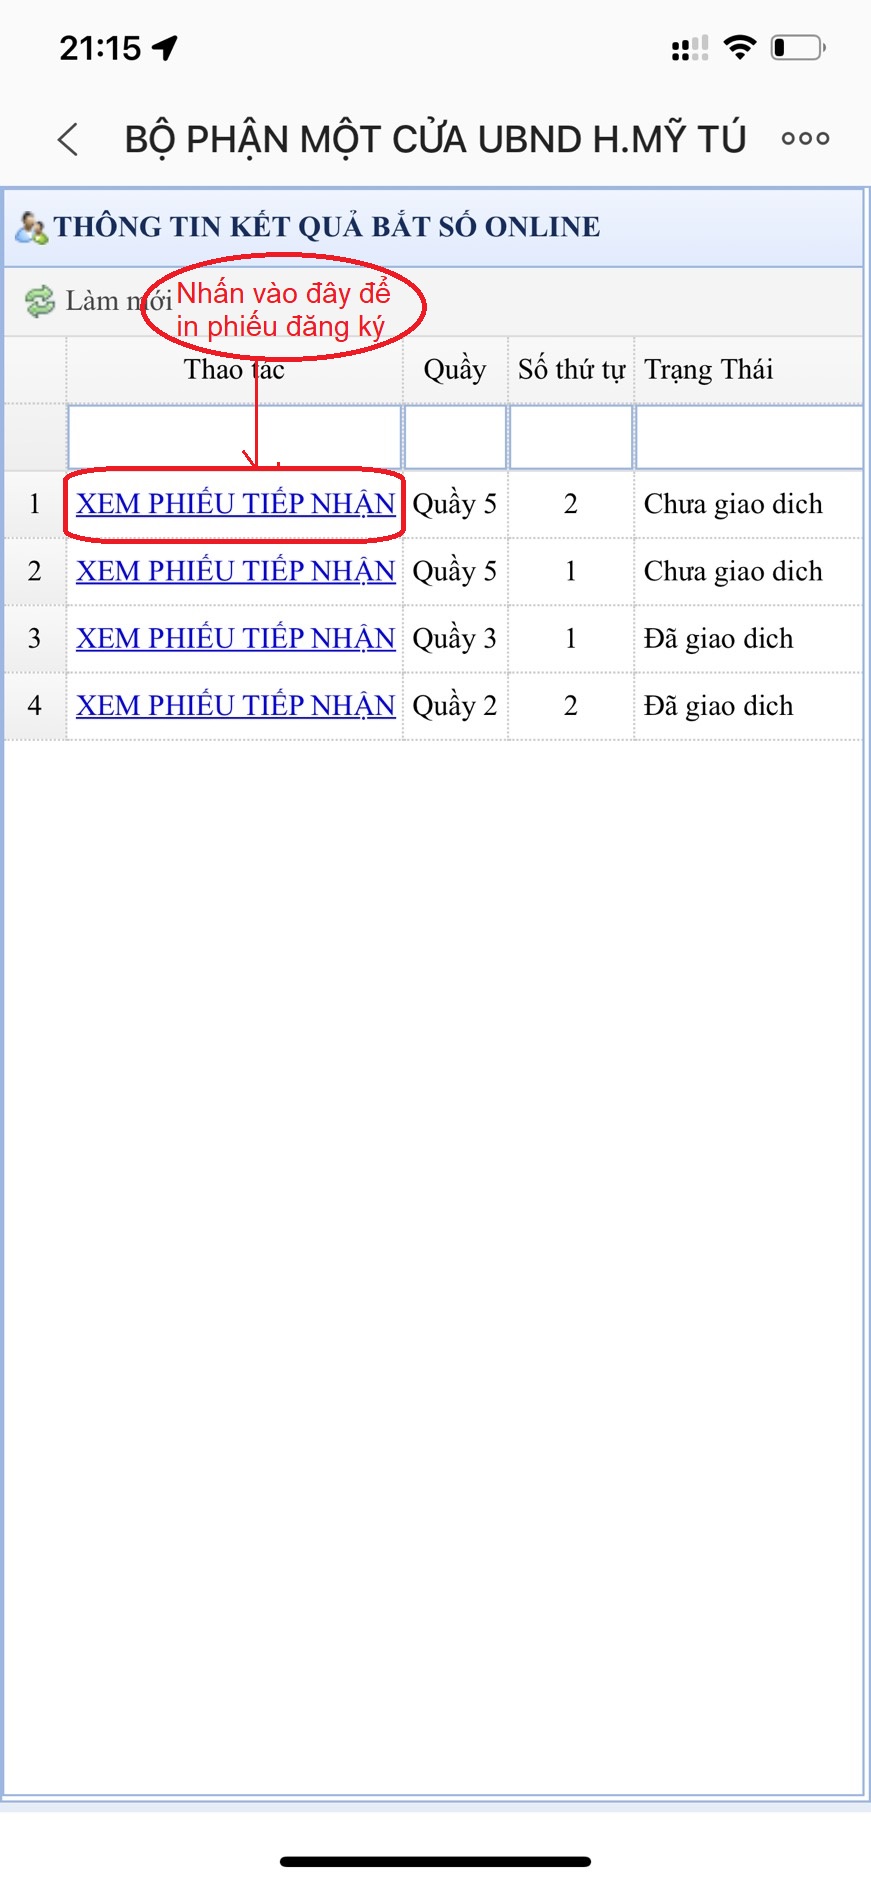 21:15
BỘ PHẬN MỘT CỬA UBND H.MỸ TÚ
THÔNG TIN KẾT QUẢ BẮT SỐ ONLINE
Làm mới
Nhấn vào đây để
in phiếu đăng ký
Thao tác Quầy Số thứ tự Trạng Thái
1 XEM PHIẾU TIẾP NHẬN Quầy 5 2 Chưa giao dich
2 XEM PHIẾU TIẾP NHẬN Quầy 5 1 Chưa giao dich
3 XEM PHIẾU TIẾP NHẬN Quầy 3 1 Đã giao dich
4 XEM PHIẾU TIẾP NHẬN Quầy 2 2 Đã giao dich